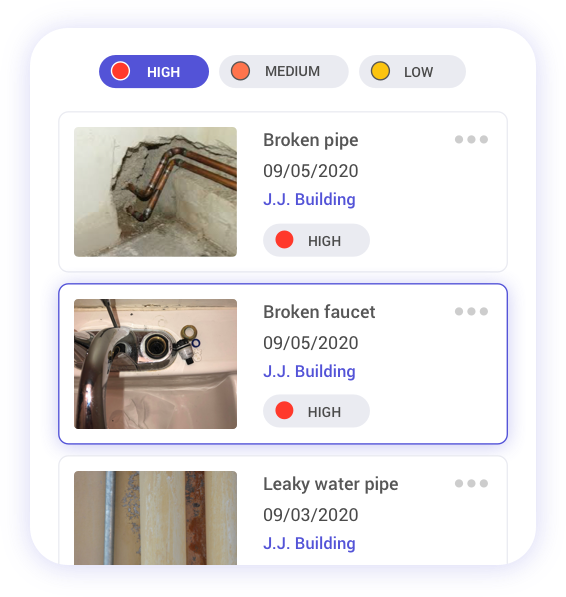 HIGH
MEDIUM
LOW
Broken pipe
09/05/2020
J.J. Building
HIGH
Broken faucet
09/05/2020
J.J. Building
HIGH
Leaky water pipe
09/03/2020
J.J. Building